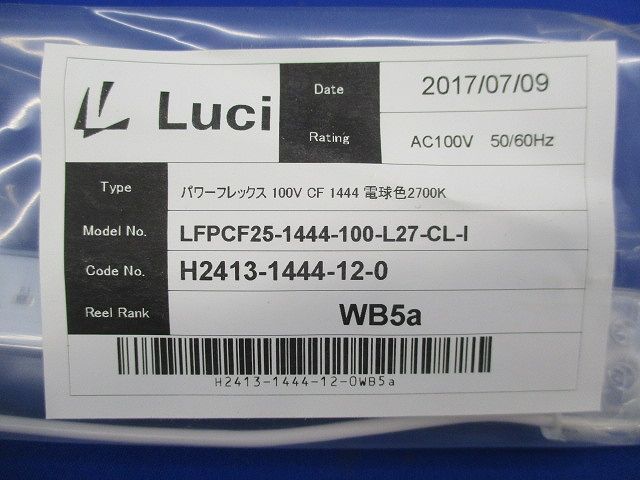 Luci
Date 2017/07/09
Rating AC100V 50/60Hz
Type パワーフレックス 100V CF 1444 電球色2700K
Model No. LFPCF25-1444-100-L27-CL-I
Code No. H2413-1444-12-0
Reel Rank WB5a
H2413-1444-12-0WB5a